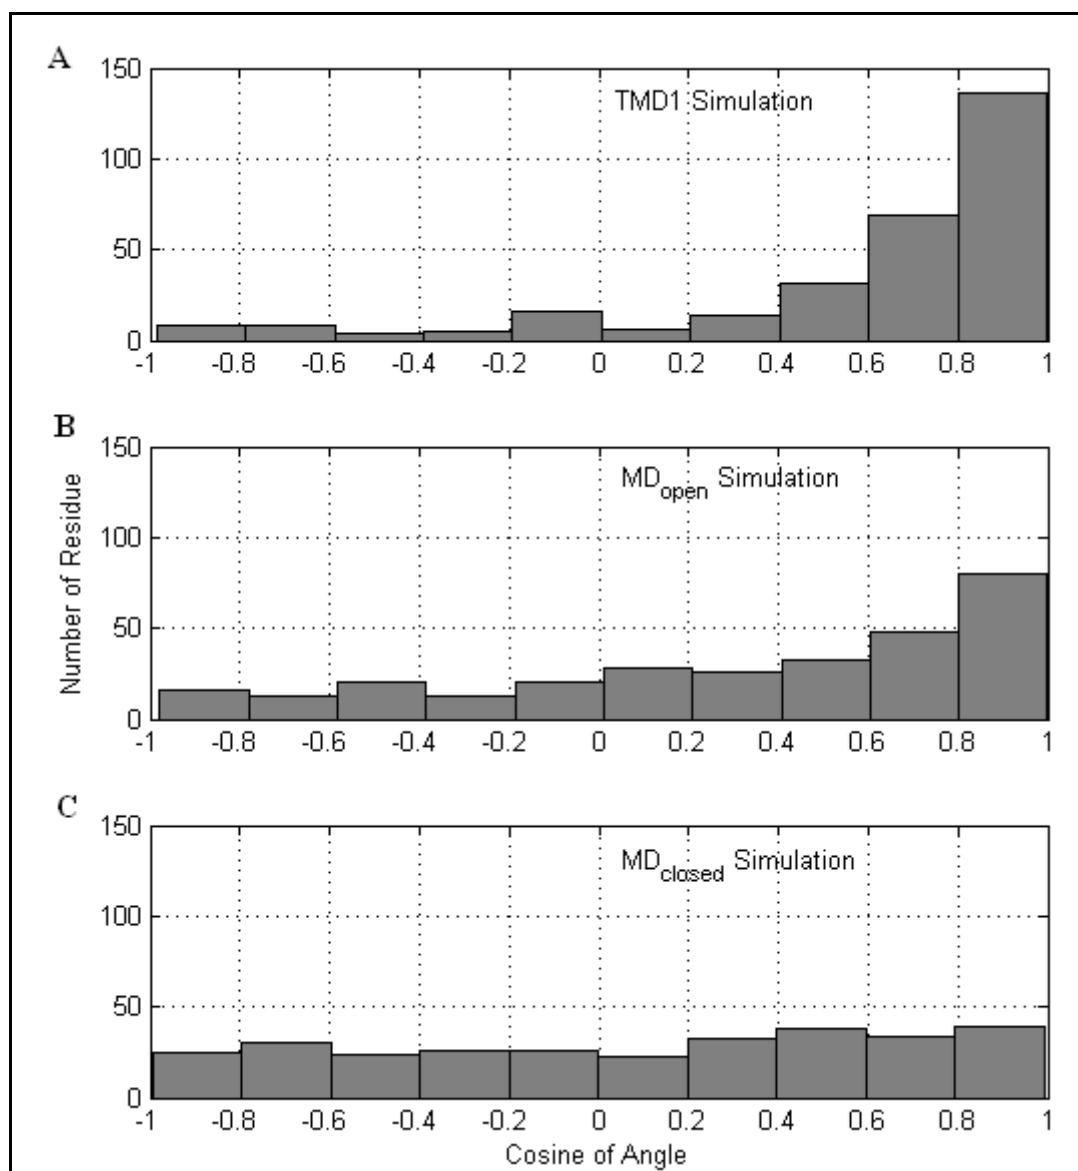 A
150
TMD1 Simulation
100
50
0
-1 -0.8 -0.6 -0.4 -0.2 0 0.2 0.4 0.6 0.8 1
B
150
MDopen Simulation
100
50
0
-1 -0.8 -0.6 -0.4 -0.2 0 0.2 0.4 0.6 0.8 1
Number of Residue
C
150
MDclosed Simulation
100
50
0
-1 -0.8 -0.6 -0.4 -0.2 0 0.2 0.4 0.6 0.8 1
Cosine of Angle